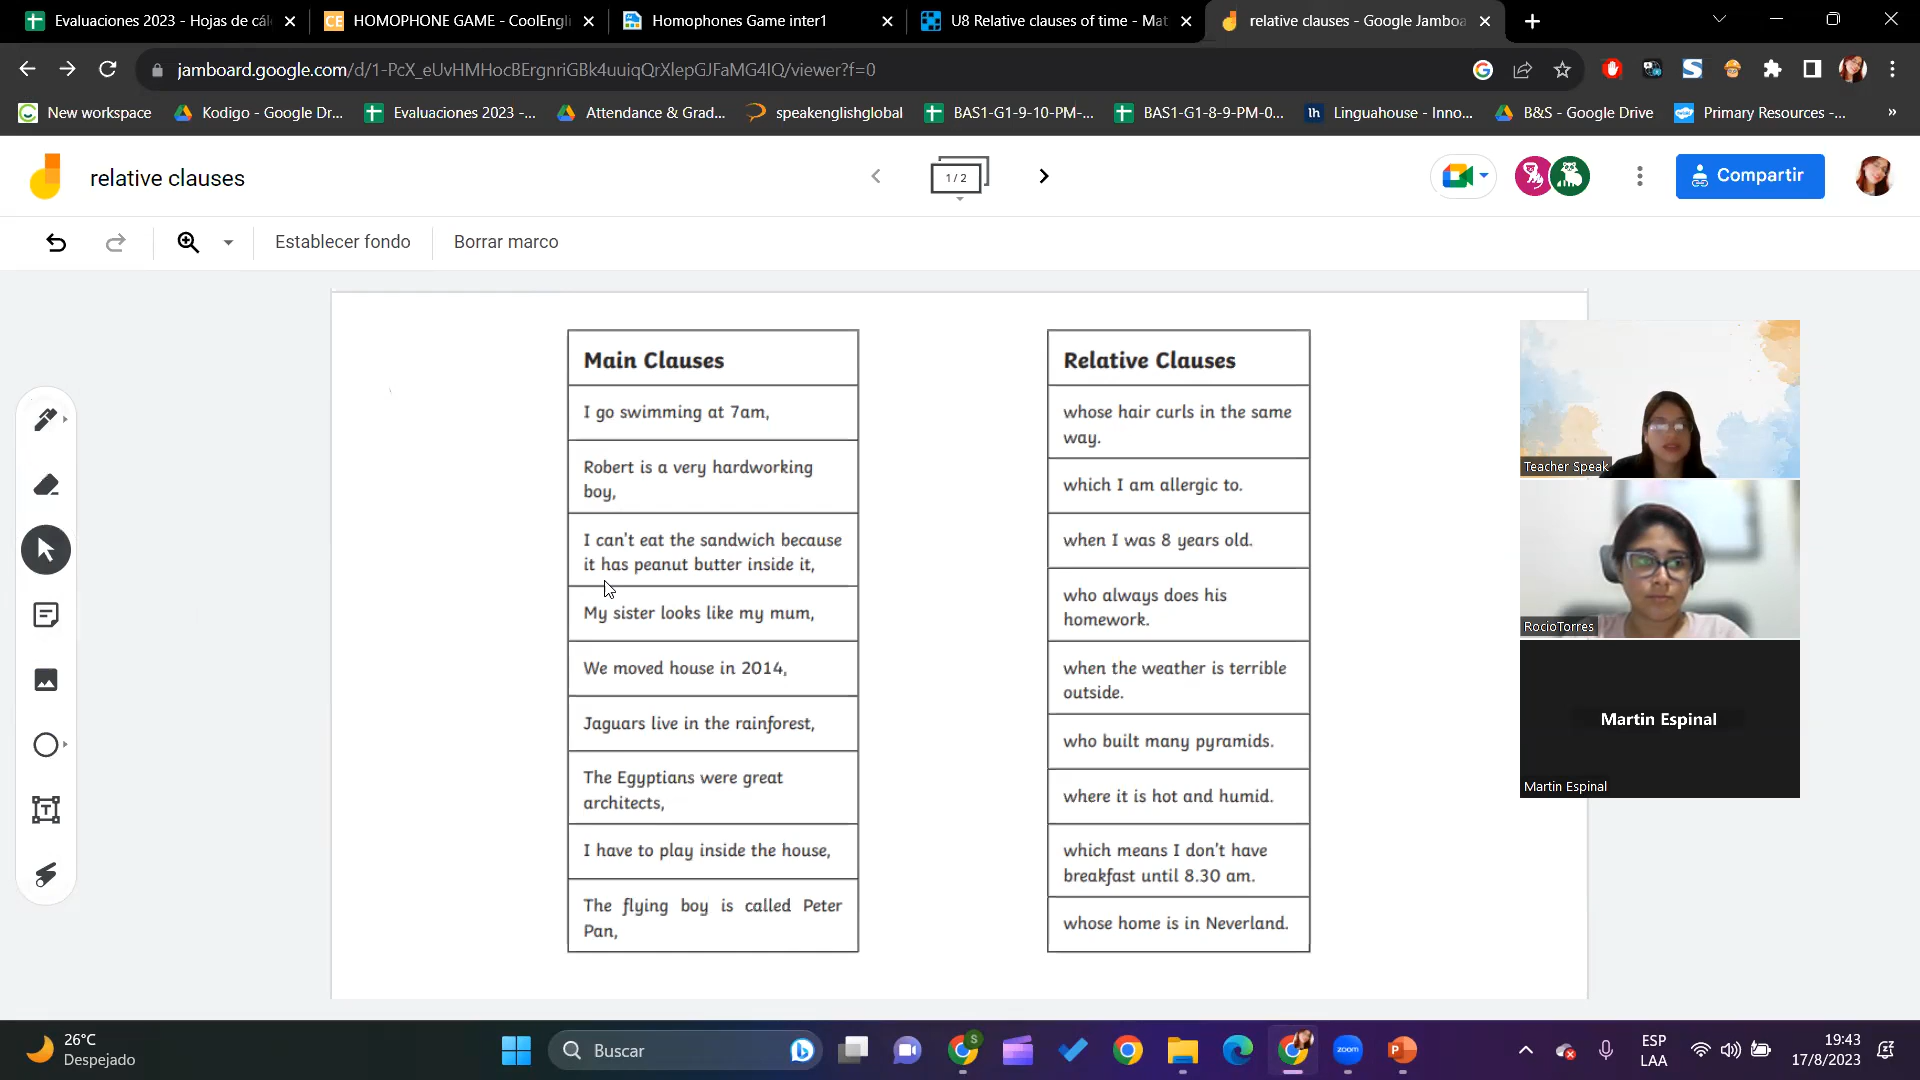 Evaluaciones 2023 - Hojas de cál
HOMOPHONE GAME - CoolEngli
Homophones Game inter1
U8 Relative clauses of time - Mat
relative clauses - Google Jamboa
jamboard.google.com/d/1-PcX_eUvHMHocBErgnriGBk4uuiqQrXlepGJFaMG4IQ/viewer?f=0
New workspace
Kodigo - Google Dr...
Evaluaciones 2023 -...
Attendance & Grad...
speakenglishglobal
BAS1-G1-9-10-PM-...
BAS1-G1-8-9-PM-0...
Linguahouse - Inno...
B&S - Google Drive
Primary Resources -...
relative clauses
1 / 2
Compartir
Establecer fondo
Borrar marco
Main Clauses
I go swimming at 7am,
Robert is a very hardworking
boy,
I can't eat the sandwich because
it has peanut butter inside it,
My sister looks like my mum,
We moved house in 2014,
Jaguars live in the rainforest,
The Egyptians were great
architects,
I have to play inside the house,
The flying boy is called Peter
Pan,
Relative Clauses
whose hair curls in the same
way.
which I am allergic to.
when I was 8 years old.
who always does his
homework.
when the weather is terrible
outside.
who built many pyramids.
where it is hot and humid.
which means I don't have
breakfast until 8.30 am.
whose home is in Neverland.
Teacher Speak
RocioTorres
Martin Espinal
Martin Espinal
26°C
Despejado
Buscar
S
zoom
ESP
LAA
19:43
17/8/2023